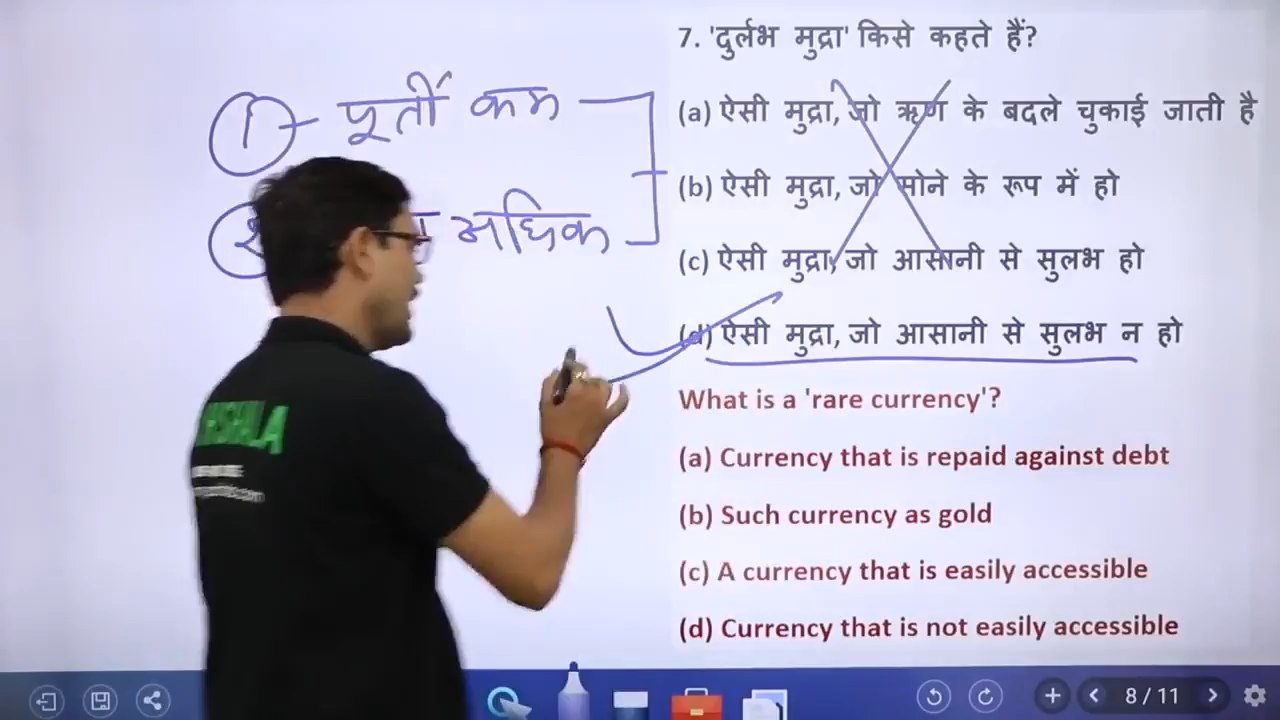 7. 'दुर्लभ मुद्रा' किसे कहते हैं?
(a) ऐसी मुद्रा, जो ऋण के बदले चुकाई जाती है
(b) ऐसी मुद्रा, जो सोने के रूप में हो
(c) ऐसी मुद्रा, जो आसानी से सुलभ हो
(d) ऐसी मुद्रा, जो आसानी से सुलभ न हो
What is a 'rare currency'?
(a) Currency that is repaid against debt
(b) Such currency as gold
(c) A currency that is easily accessible
(d) Currency that is not easily accessible
1 - पूर्ती कम
अधिक
8 / 11